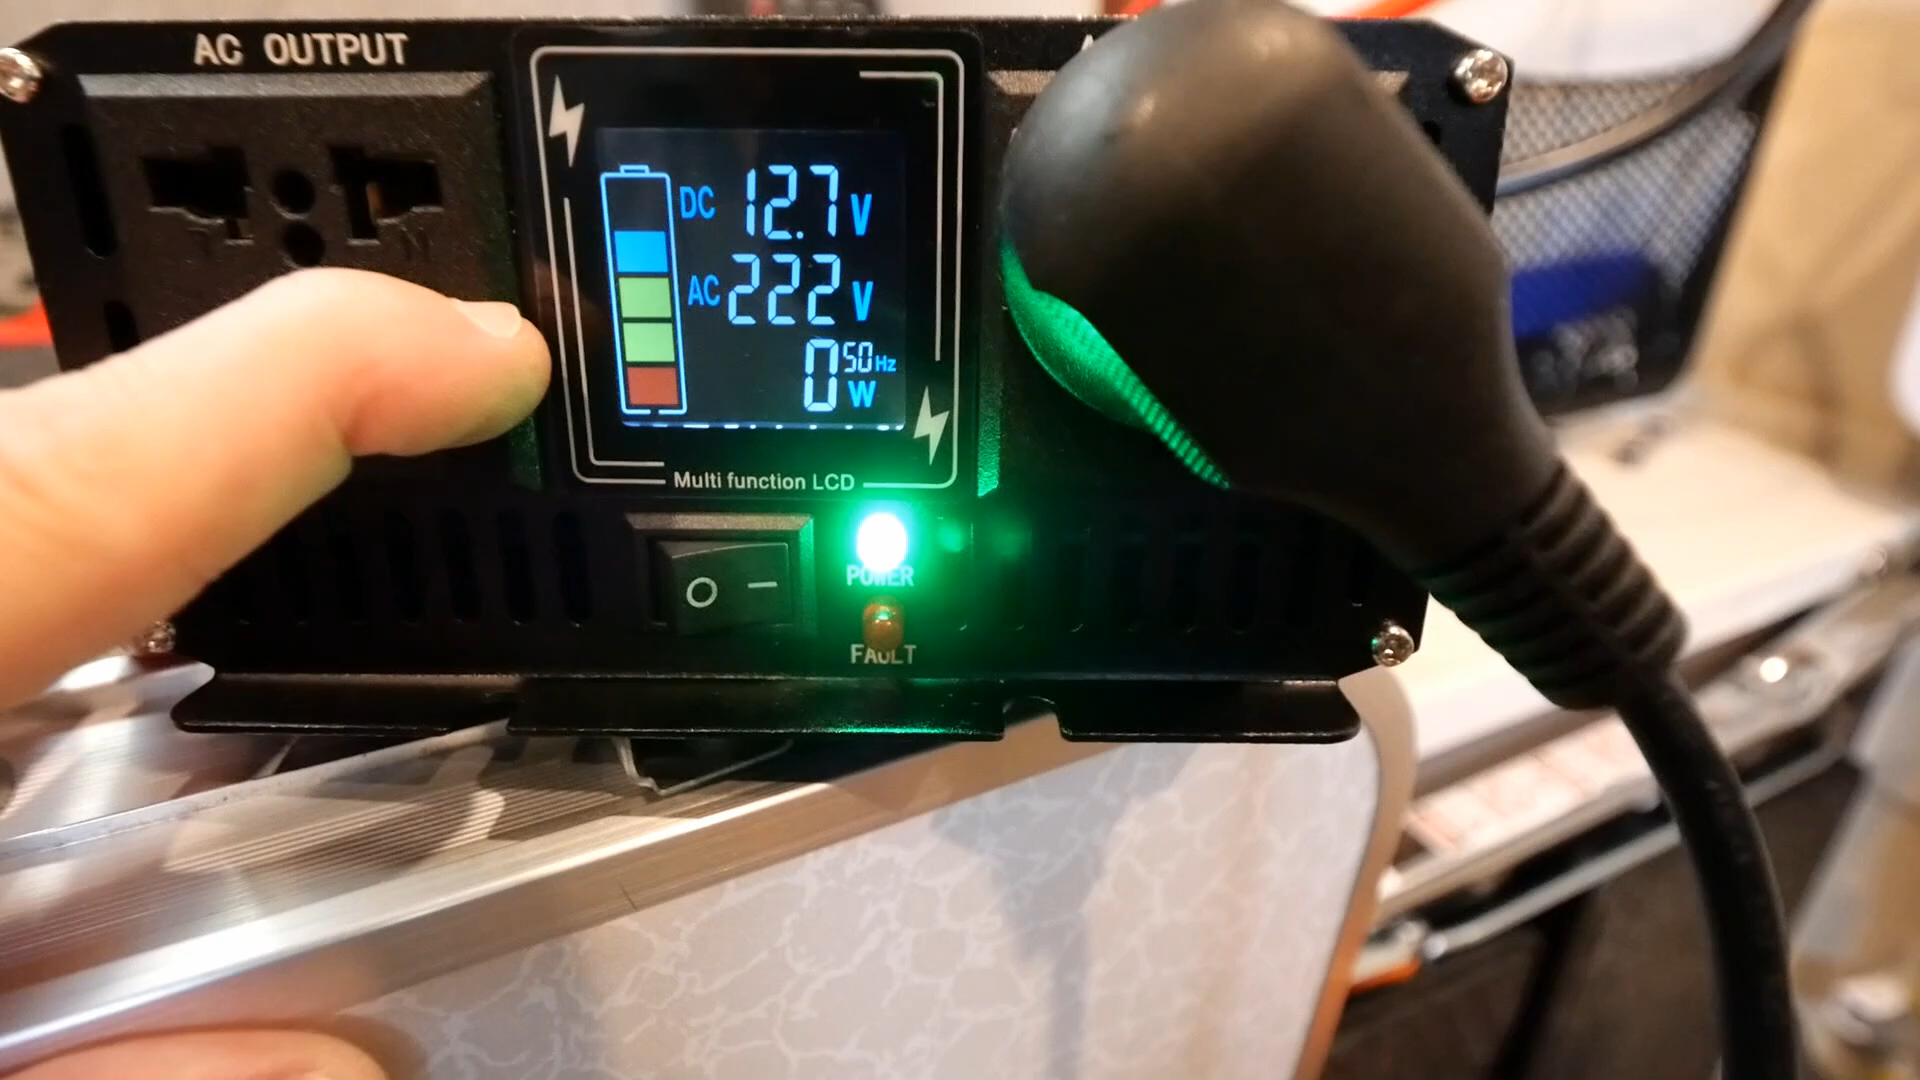 AC OUTPUT
DC 12.7 V
AC 222 V
50 Hz
0 W
Multi function LCD
O —
POWER
FAULT